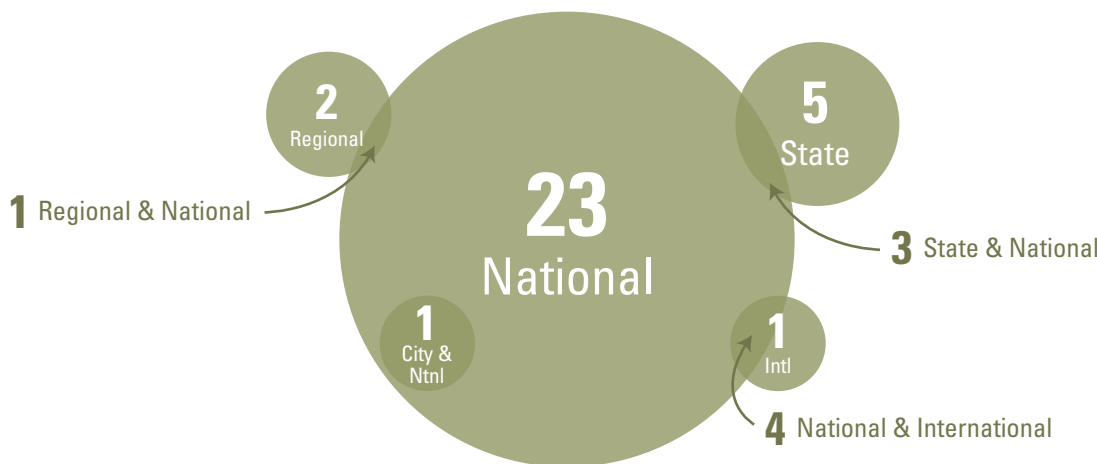 2
Regional
5
State
1 Regional & National
23
National
3 State & National
1
City &
Ntnl
1
Intl
4 National & International